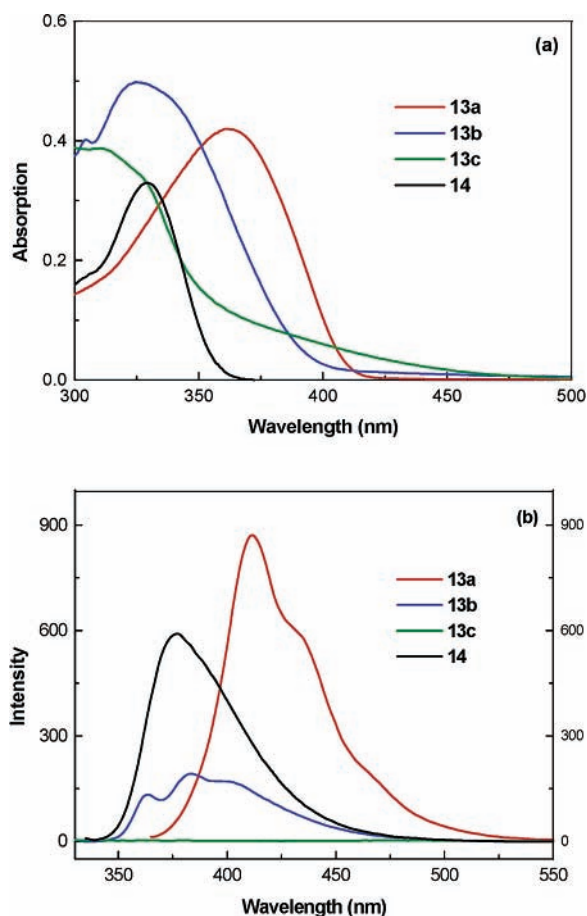 (a)
0.6
0.4
0.2
0.0
Absorption
13a
13b
13c
14
300 350 400 450 500
Wavelength (nm)
(b)
900 900
600 600
300 300
0 0
Intensity
13a
13b
13c
14
350 400 450 500 550
Wavelength (nm)